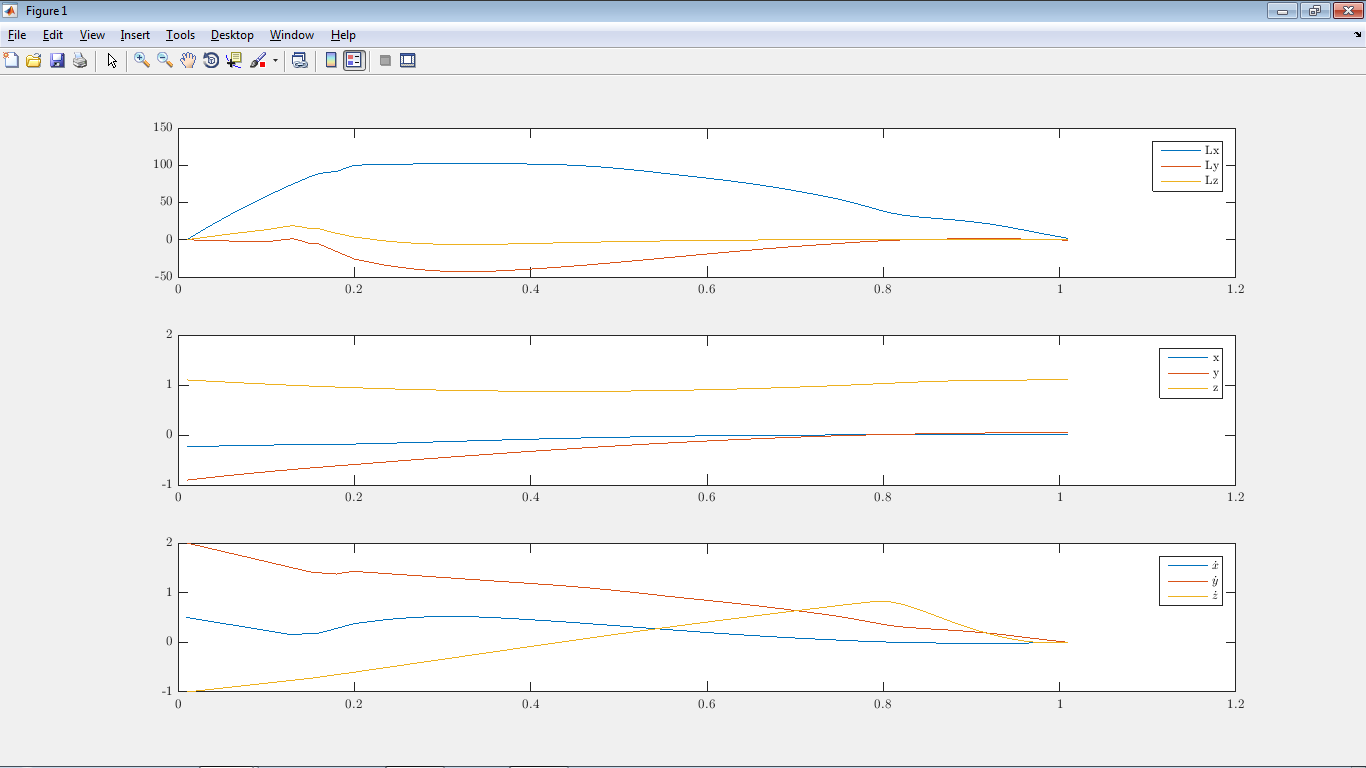 Figure 1
File Edit View Insert Tools Desktop Window Help
150
100
50
0
-50
0 0.2 0.4 0.6 0.8 1 1.2
Lx
Ly
Lz
2
1
0
-1
0 0.2 0.4 0.6 0.8 1 1.2
x
y
z
2
1
0
-1
0 0.2 0.4 0.6 0.8 1 1.2
ẋ
ẏ
ż